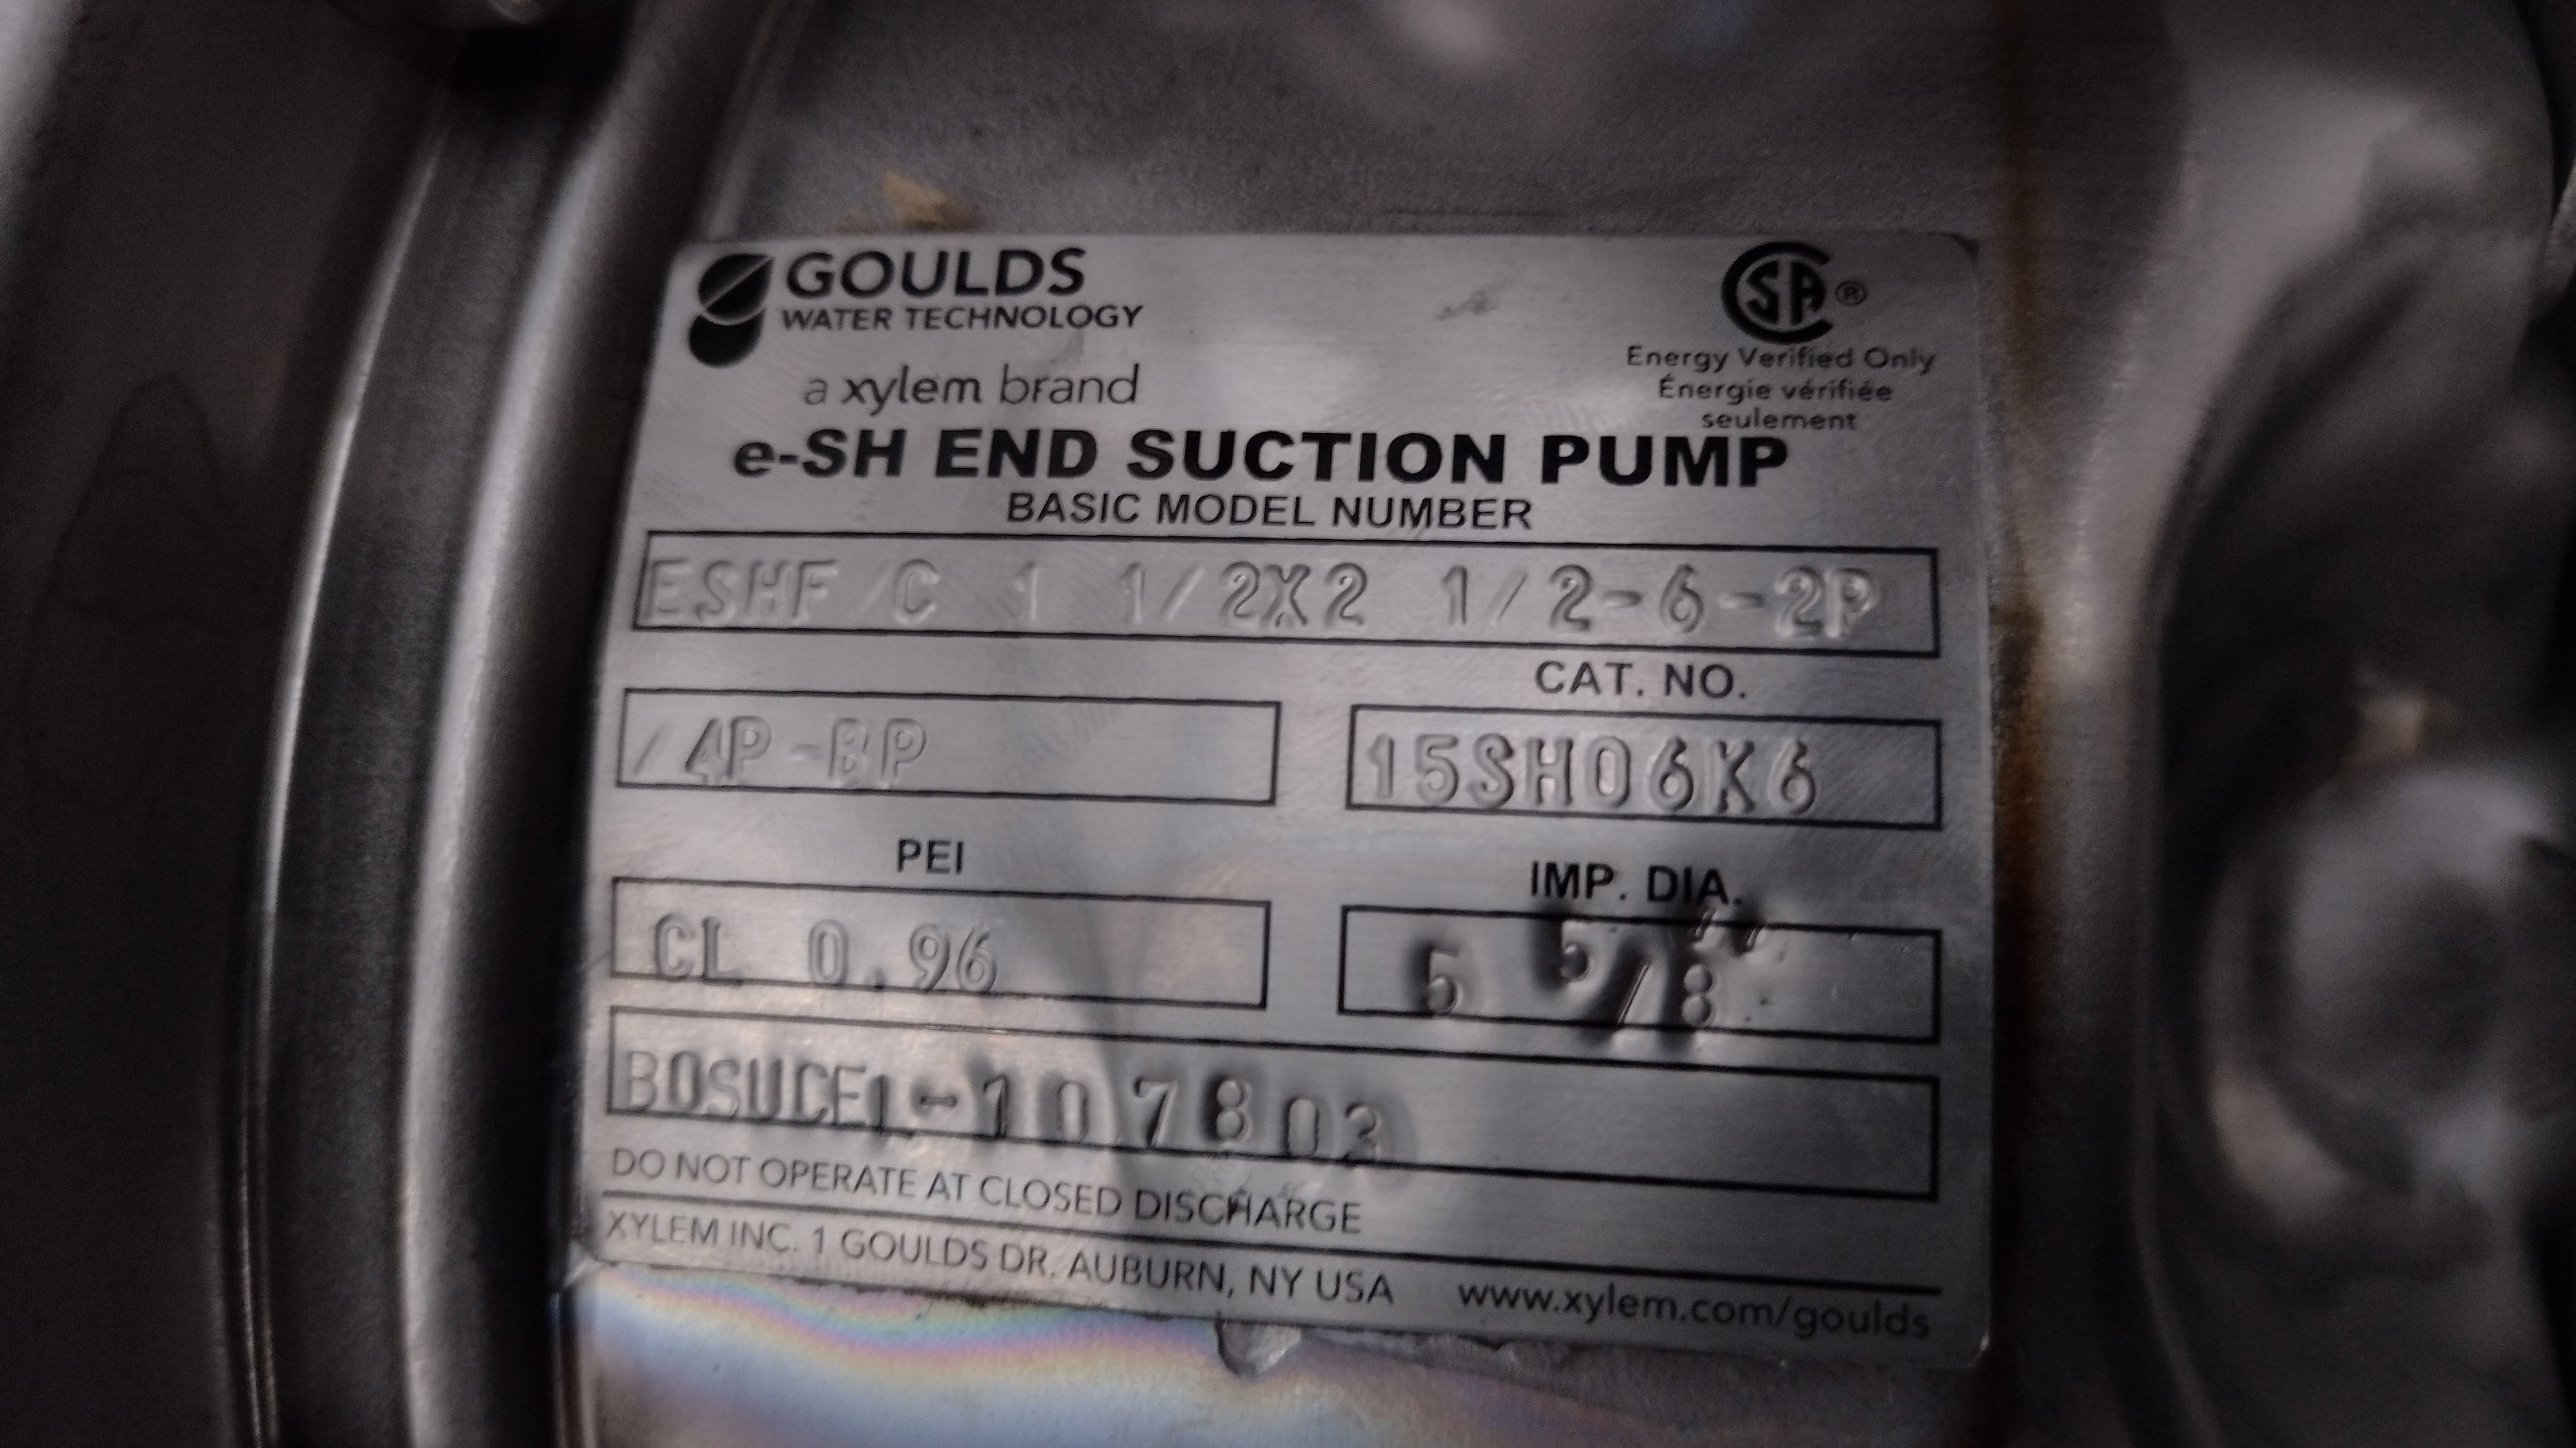 GOULDS
WATER TECHNOLOGY
a xylem brand
CSA®
Energy Verified Only
Énergie vérifiée
seulement
e-SH END SUCTION PUMP
BASIC MODEL NUMBER
ESHF/C 1 1/2X2 1/2-6-2P
/4P-BP
CAT. NO.
15SH06K6
PEI
CL 0.96
IMP. DIA.
5 5/8"
BOSUCEL-107803
DO NOT OPERATE AT CLOSED DISCHARGE
XYLEM INC. 1 GOULDS DR. AUBURN, NY USA www.xylem.com/goulds